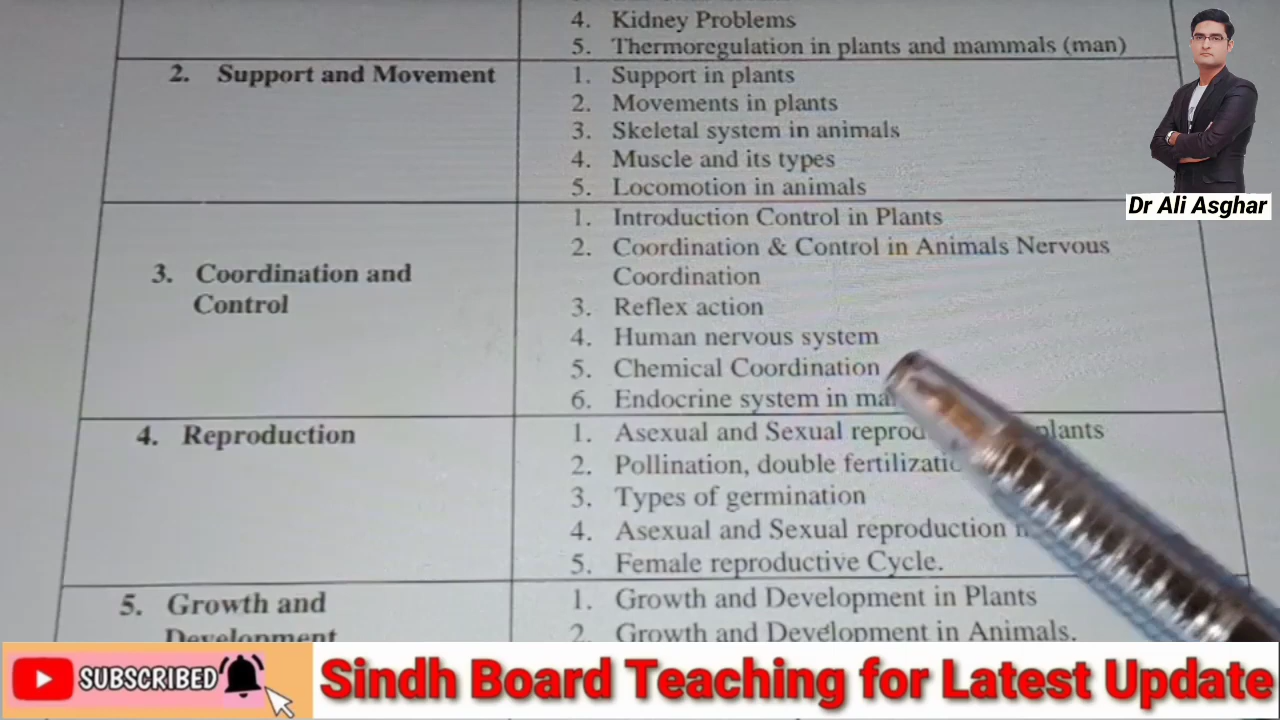 4. Kidney Problems
5. Thermoregulation in plants and mammals (man)
2. Support and Movement
1. Support in plants
2. Movements in plants
3. Skeletal system in animals
4. Muscle and its types
5. Locomotion in animals
3. Coordination and
Control
1. Introduction Control in Plants
2. Coordination & Control in Animals Nervous
Coordination
3. Reflex action
4. Human nervous system
5. Chemical Coordination
6. Endocrine system in
4. Reproduction
1. Asexual and Sexual plants
2. Pollination, double
3. Types of germination
4. Asexual and Sexual reproduction
5. Female reproductive Cycle.
5. Growth and
Development
1. Growth and Development in Plants
2. Growth and Development in Animals.
Dr Ali Asghar
SUBSCRIBED
Sindh Board Teaching for Latest Update